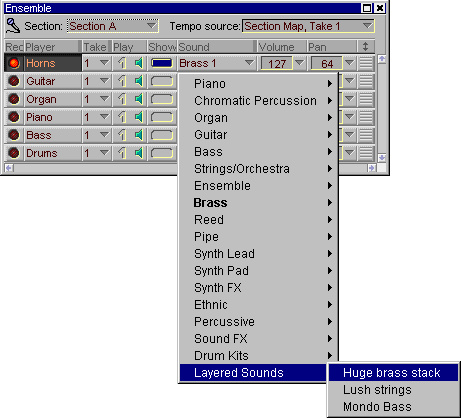 Ensemble
Section: Section A Tempo source: Section Map, Take 1
Rec Player Take Play Show Sound Volume Pan
Horns 1 Brass 1 127 64
Guitar 1
Organ 1
Piano 1
Bass 1
Drums 1
Piano
Chromatic Percussion
Organ
Guitar
Bass
Strings/Orchestra
Ensemble
Brass
Reed
Pipe
Synth Lead
Synth Pad
Synth FX
Ethnic
Percussive
Sound FX
Drum Kits
Layered Sounds
Huge brass stack
Lush strings
Mondo Bass